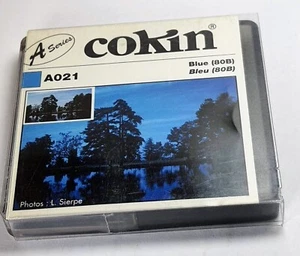 A Series
cokin®
Blue (80B)
Bleu (80B)
A021
Photos : L. Sierpe